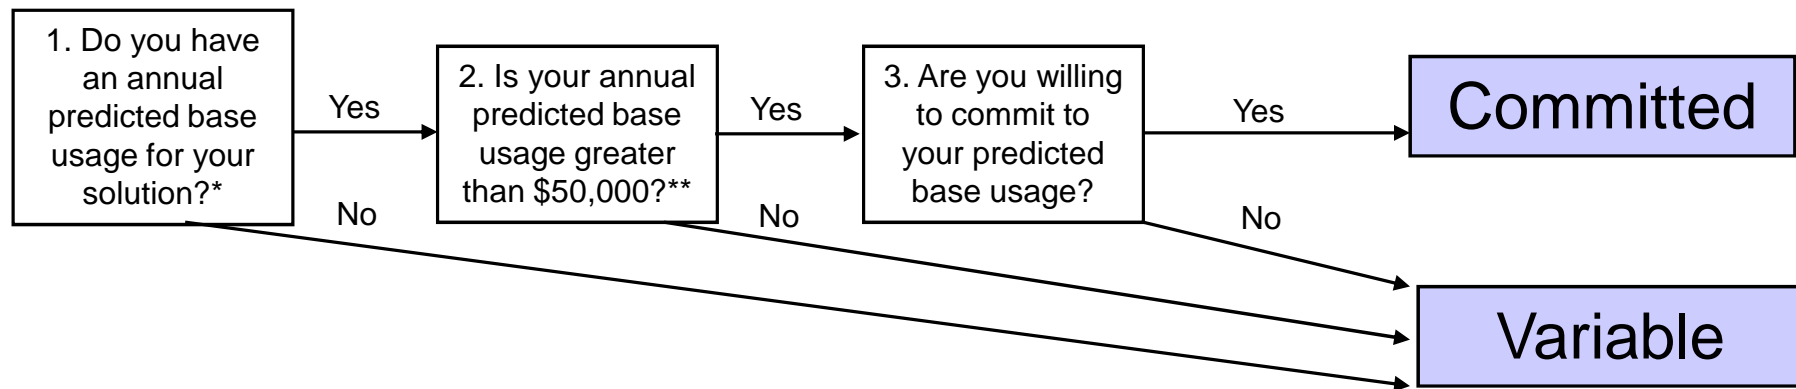 1. Do you have
an annual
predicted base
usage for your
solution?*
Yes
No
2. Is your annual
predicted base
usage greater
than $50,000?**
Yes
No
3. Are you willing
to commit to
your predicted
base usage?
Yes
No
Committed
Variable